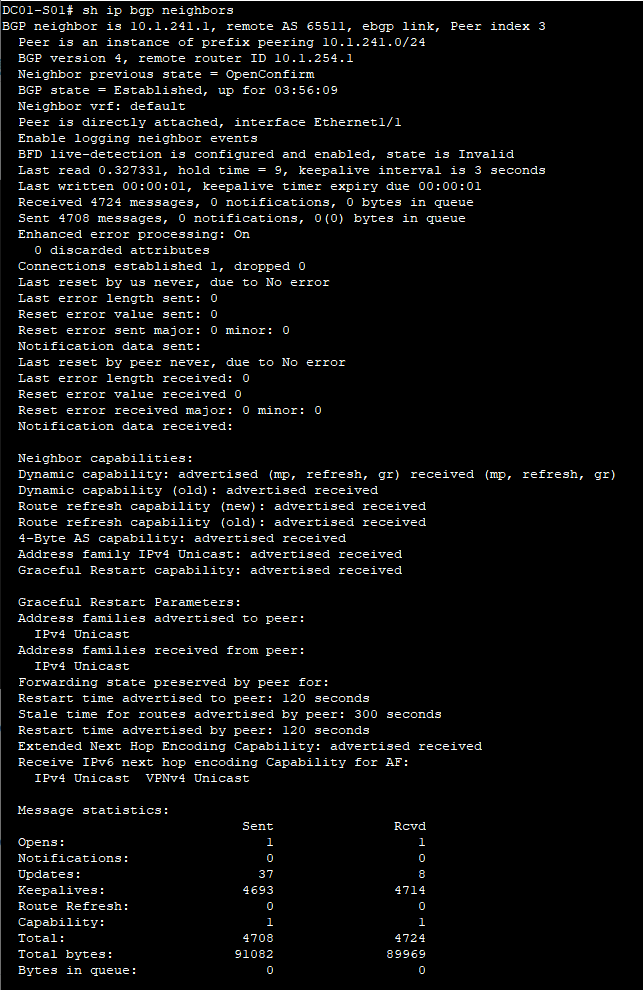 DC01-S01# sh ip bgp neighbors
BGP neighbor is 10.1.241.1, remote AS 65511, ebgp link, Peer index 3
  Peer is an instance of prefix peering 10.1.241.0/24
  BGP version 4, remote router ID 10.1.254.1
  Neighbor previous state = OpenConfirm
  BGP state = Established, up for 03:56:09
  Neighbor vrf: default
  Peer is directly attached, interface Ethernet1/1
  Enable logging neighbor events
  BFD live-detection is configured and enabled, state is Invalid
  Last read 0.327331, hold time = 9, keepalive interval is 3 seconds
  Last written 00:00:01, keepalive timer expiry due 00:00:01
  Received 4724 messages, 0 notifications, 0 bytes in queue
  Sent 4708 messages, 0 notifications, 0(0) bytes in queue
  Enhanced error processing: On
    0 discarded attributes
  Connections established 1, dropped 0
  Last reset by us never, due to No error
  Last error length sent: 0
  Reset error value sent: 0
  Reset error sent major: 0 minor: 0
  Notification data sent:
  Last reset by peer never, due to No error
  Last error length received: 0
  Reset error value received 0
  Reset error received major: 0 minor: 0
  Notification data received:

  Neighbor capabilities:
  Dynamic capability: advertised (mp, refresh, gr) received (mp, refresh, gr)
  Dynamic capability (old): advertised received
  Route refresh capability (new): advertised received
  Route refresh capability (old): advertised received
  4-Byte AS capability: advertised received
  Address family IPv4 Unicast: advertised received
  Graceful Restart capability: advertised received

  Graceful Restart Parameters:
  Address families advertised to peer:
    IPv4 Unicast
  Address families received from peer:
    IPv4 Unicast
  Forwarding state preserved by peer for:
  Restart time advertised to peer: 120 seconds
  Stale time for routes advertised by peer: 300 seconds
  Restart time advertised by peer: 120 seconds
  Extended Next Hop Encoding Capability: advertised received
  Receive IPv6 next hop encoding Capability for AF:
    IPv4 Unicast  VPNv4 Unicast

  Message statistics:
                              Sent               Rcvd
  Opens:                         1                  1
  Notifications:                 0                  0
  Updates:                      37                  8
  Keepalives:                 4693               4714
  Route Refresh:                 0                  0
  Capability:                    1                  1
  Total:                      4708               4724
  Total bytes:               91082              89969
  Bytes in queue:                0                  0